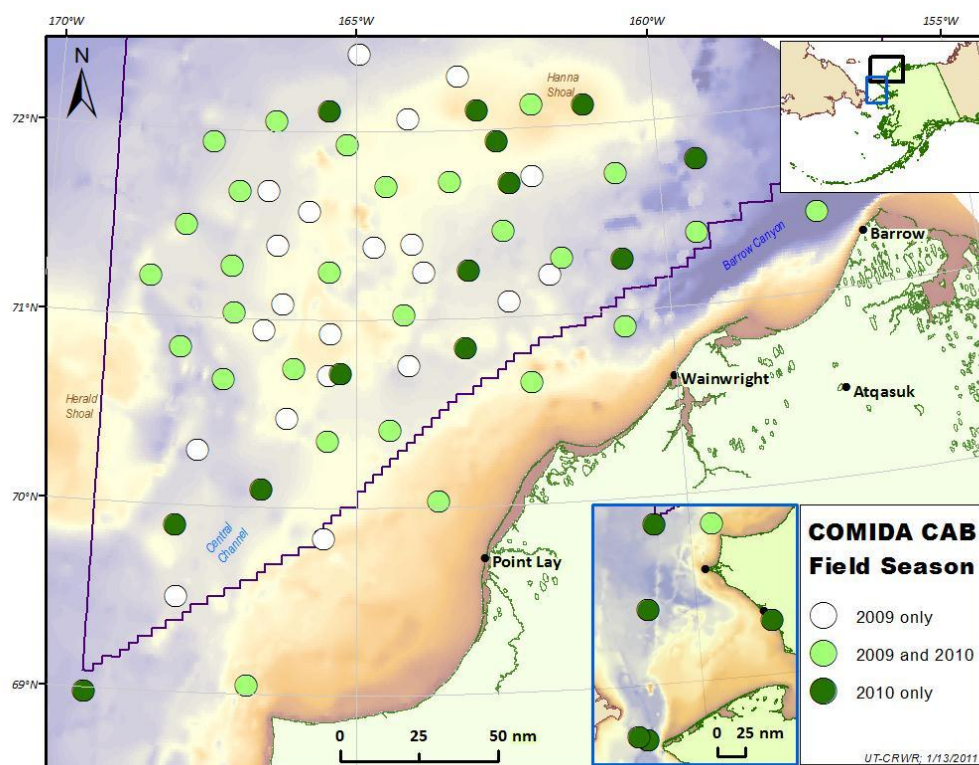 170°W 165°W 160°W 155°W
N
Hanna
Shoal
72°N
Barrow Canyon
Barrow
71°N
Wainwright
Atqasuk
Herald
Shoal
70°N
Central
Channel
Point Lay
69°N
0 25 50 nm
0 25 nm
COMIDA CAB
Field Season
2009 only
2009 and 2010
2010 only
UT-CRWR; 1/13/2011